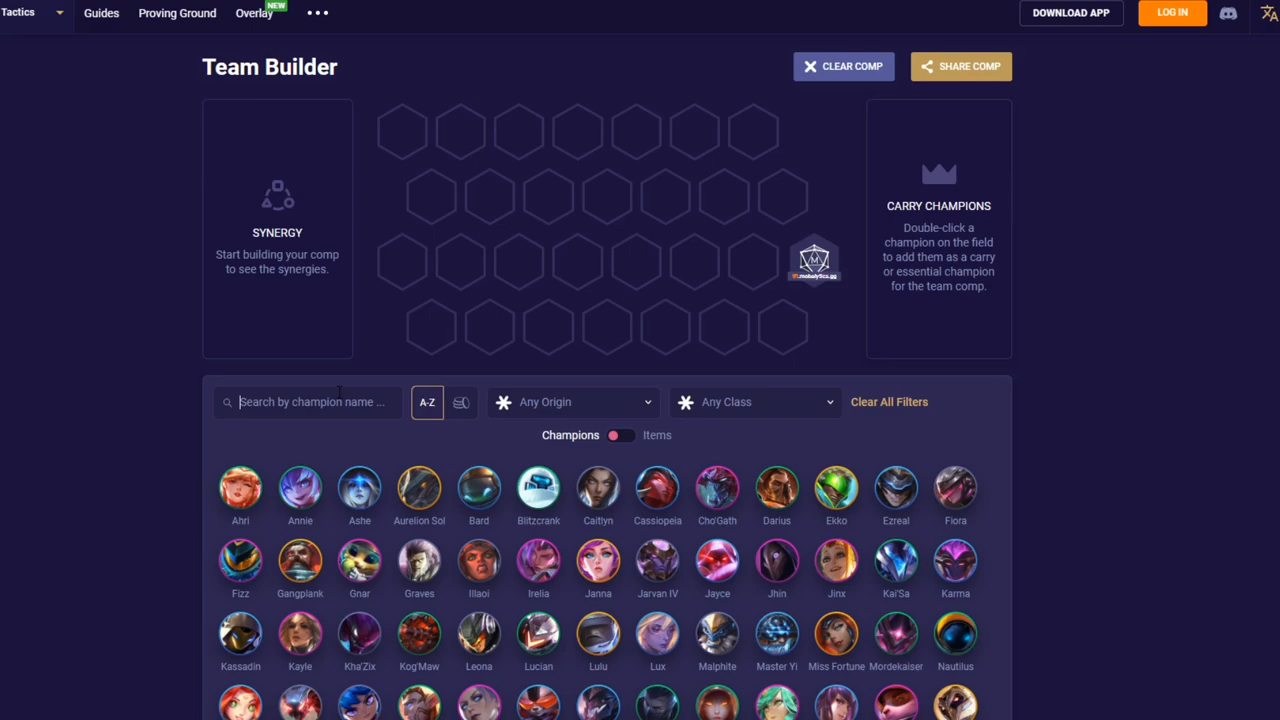 Tactics
Guides
Proving Ground
Overlay
NEW
DOWNLOAD APP
LOG IN
Team Builder
CLEAR COMP
SHARE COMP
SYNERGY
Start building your comp
to see the synergies.
M
tft.mobalytics.gg
CARRY CHAMPIONS
Double-click a
champion on the field
to add them as a carry
or essential champion
for the team comp.
Search by champion name ...
A-Z
Any Origin
Any Class
Clear All Filters
Champions
Items
Ahri Annie Ashe Aurelion Sol Bard Blitzcrank Caitlyn Cassiopeia Cho'Gath Darius Ekko Ezreal Fiora
Fizz Gangplank Gnar Graves Illaoi Irelia Janna Jarvan IV Jayce Jhin Jinx Kai'Sa Karma
Kassadin Kayle Kha'Zix Kog'Maw Leona Lucian Lulu Lux Malphite Master Yi Miss Fortune Mordekaiser Nautilus